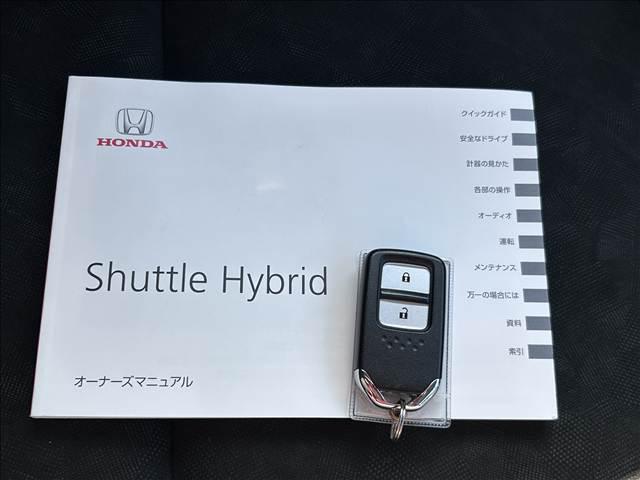 HONDA
Shuttle Hybrid
オーナーズマニュアル
クイックガイド
安全なドライブ
計器の見かた
各部の操作
オーディオ
運転
メンテナンス
万一の場合には
資料
索引